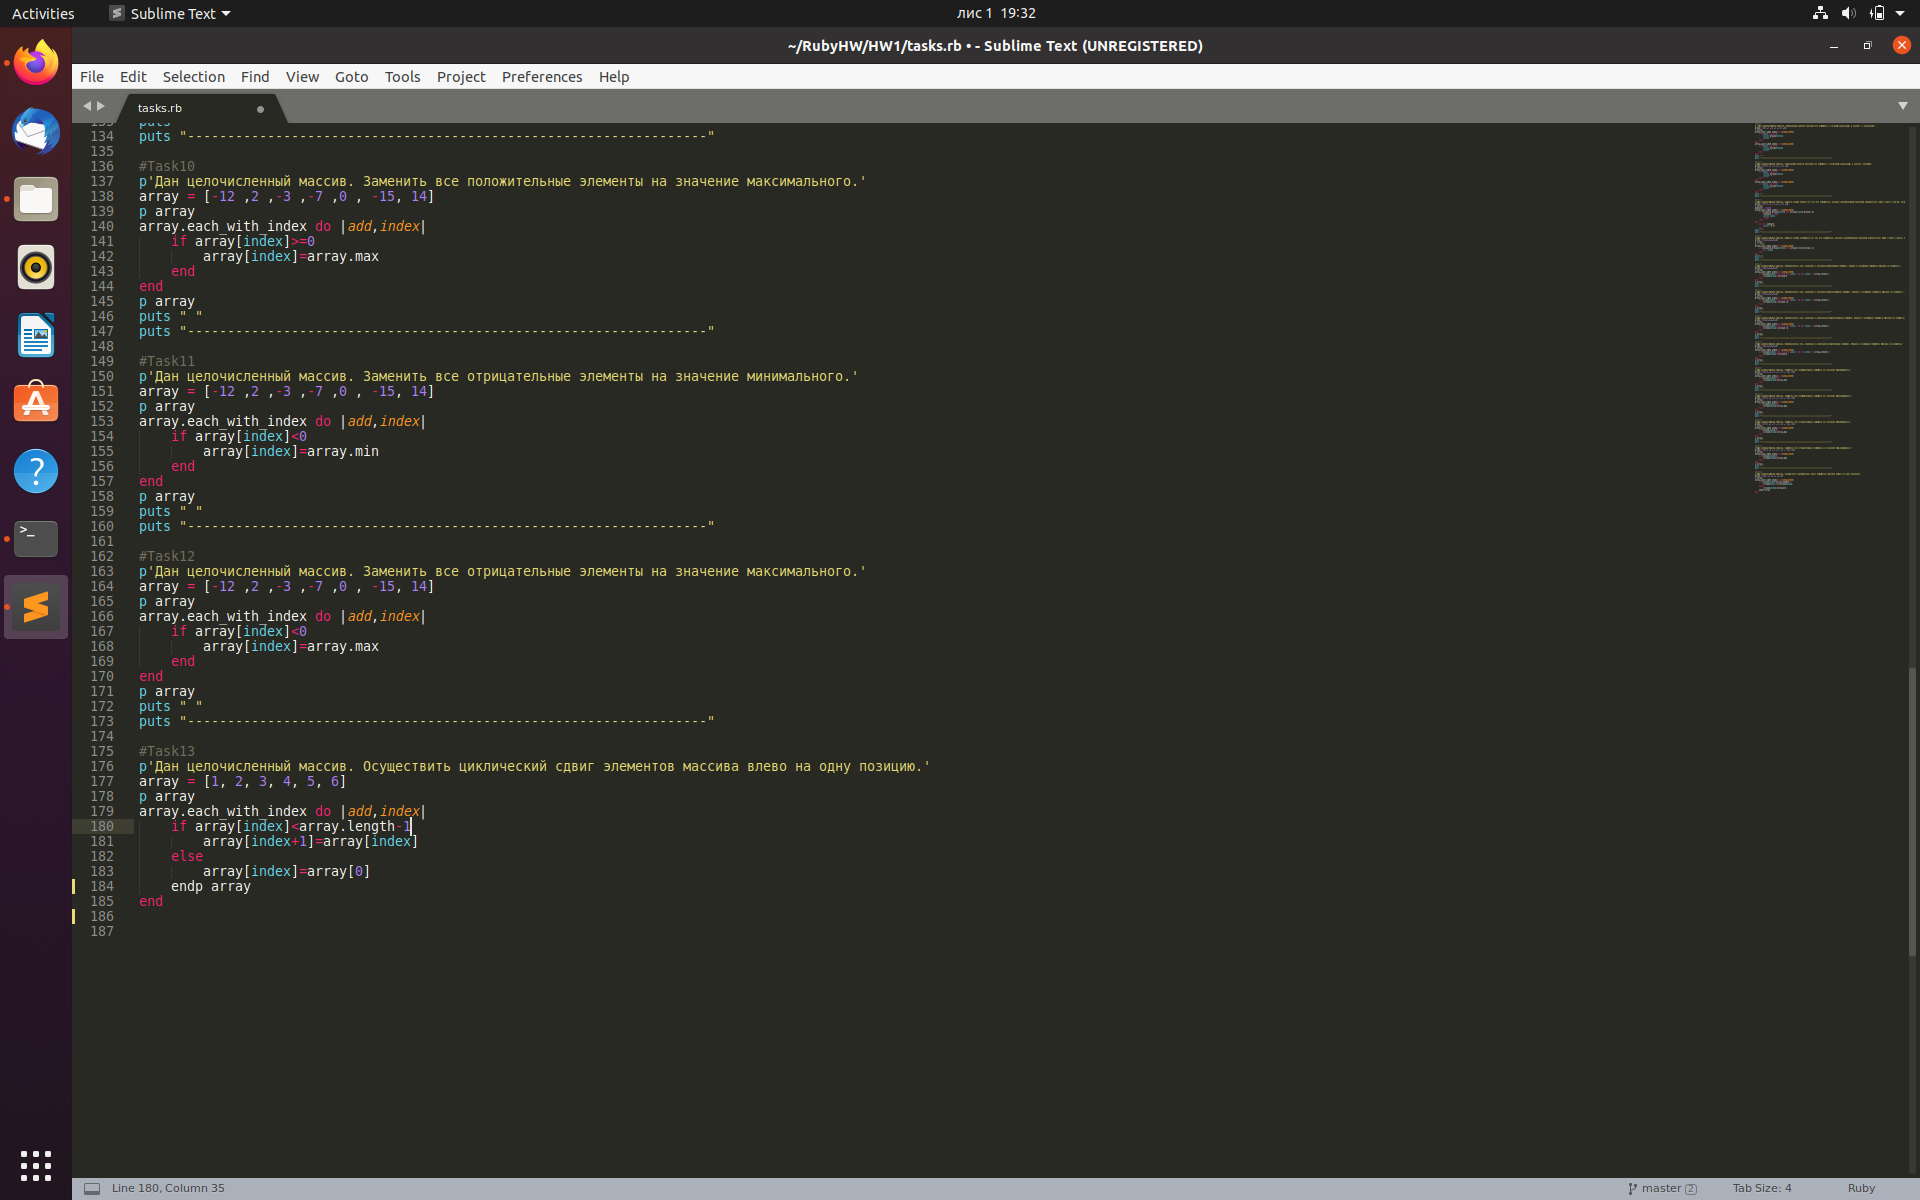 Activities
Sublime Text
лис 1 19:32
~/RubyHW/HW1/tasks.rb • - Sublime Text (UNREGISTERED)
File Edit Selection Find View Goto Tools Project Preferences Help
tasks.rb
134 puts "-----------------------------------------------------------------"
135
136 #Task10
137 p'Дан целочисленный массив. Заменить все положительные элементы на значение максимального.'
138 array = [-12 ,2 ,-3 ,-7 ,0 , -15, 14]
139 p array
140 array.each_with_index do |add,index|
141 if array[index]>=0
142 array[index]=array.max
143 end
144 end
145 p array
146 puts " "
147 puts "-----------------------------------------------------------------"
148
149 #Task11
150 p'Дан целочисленный массив. Заменить все отрицательные элементы на значение минимального.'
151 array = [-12 ,2 ,-3 ,-7 ,0 , -15, 14]
152 p array
153 array.each_with_index do |add,index|
154 if array[index]<0
155 array[index]=array.min
156 end
157 end
158 p array
159 puts " "
160 puts "-----------------------------------------------------------------"
161
162 #Task12
163 p'Дан целочисленный массив. Заменить все отрицательные элементы на значение максимального.'
164 array = [-12 ,2 ,-3 ,-7 ,0 , -15, 14]
165 p array
166 array.each_with_index do |add,index|
167 if array[index]<0
168 array[index]=array.max
169 end
170 end
171 p array
172 puts " "
173 puts "-----------------------------------------------------------------"
174
175 #Task13
176 p'Дан целочисленный массив. Осуществить циклический сдвиг элементов массива влево на одну позицию.'
177 array = [1, 2, 3, 4, 5, 6]
178 p array
179 array.each_with_index do |add,index|
180 if array[index]<array.length-1
181 array[index+1]=array[index]
182 else
183 array[index]=array[0]
184 endp array
185 end
186
187
Line 180, Column 35
master 2
Tab Size: 4
Ruby